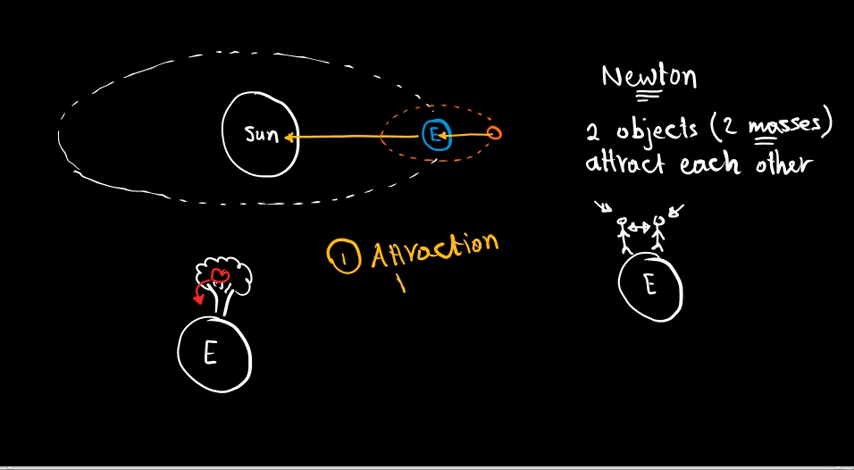 Newton
Sun
E
2 objects (2 masses)
attract each other
① Attraction
E
E